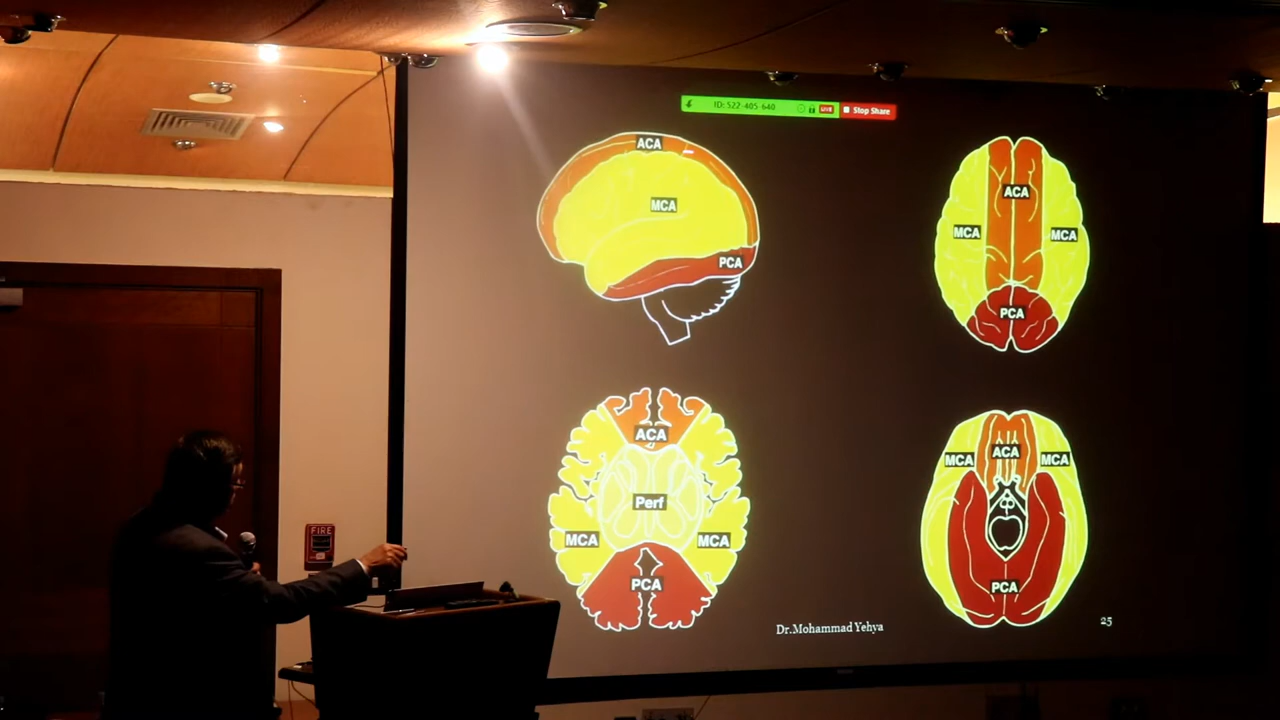 ID: 522-405-640
LIVE
Stop Share
ACA
MCA
PCA
ACA
MCA
MCA
PCA
ACA
Perf
MCA
MCA
PCA
ACA
MCA
MCA
PCA
Dr.Mohammad Yehya
25
FIRE